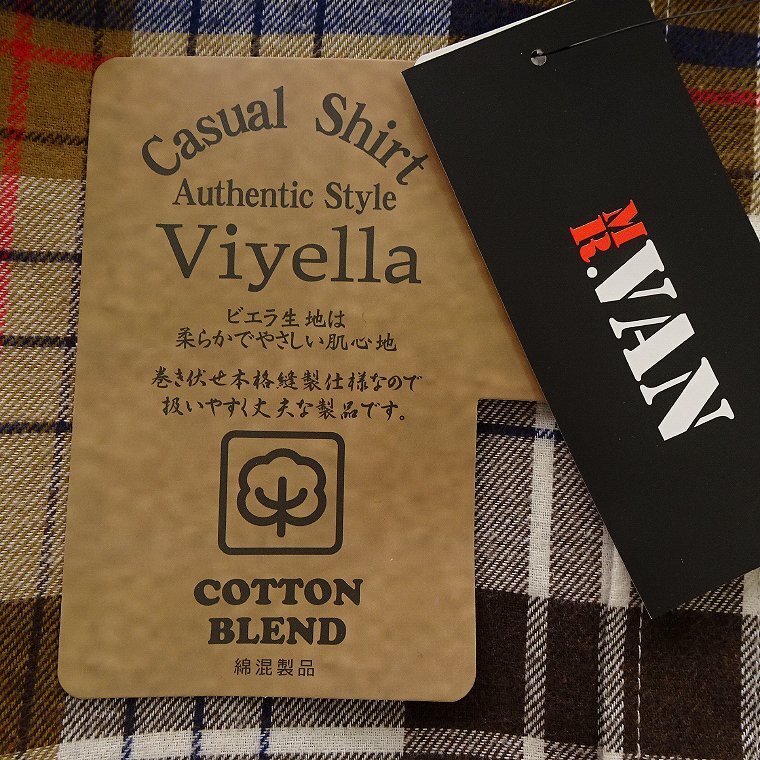 Casual Shirt
Authentic Style
Viyella
ビエラ生地は
柔らかでやさしい肌心地
巻き伏せ本格縫製仕様なので
扱いやすく丈夫な製品です。
COTTON
BLEND
綿混製品
MR.VAN